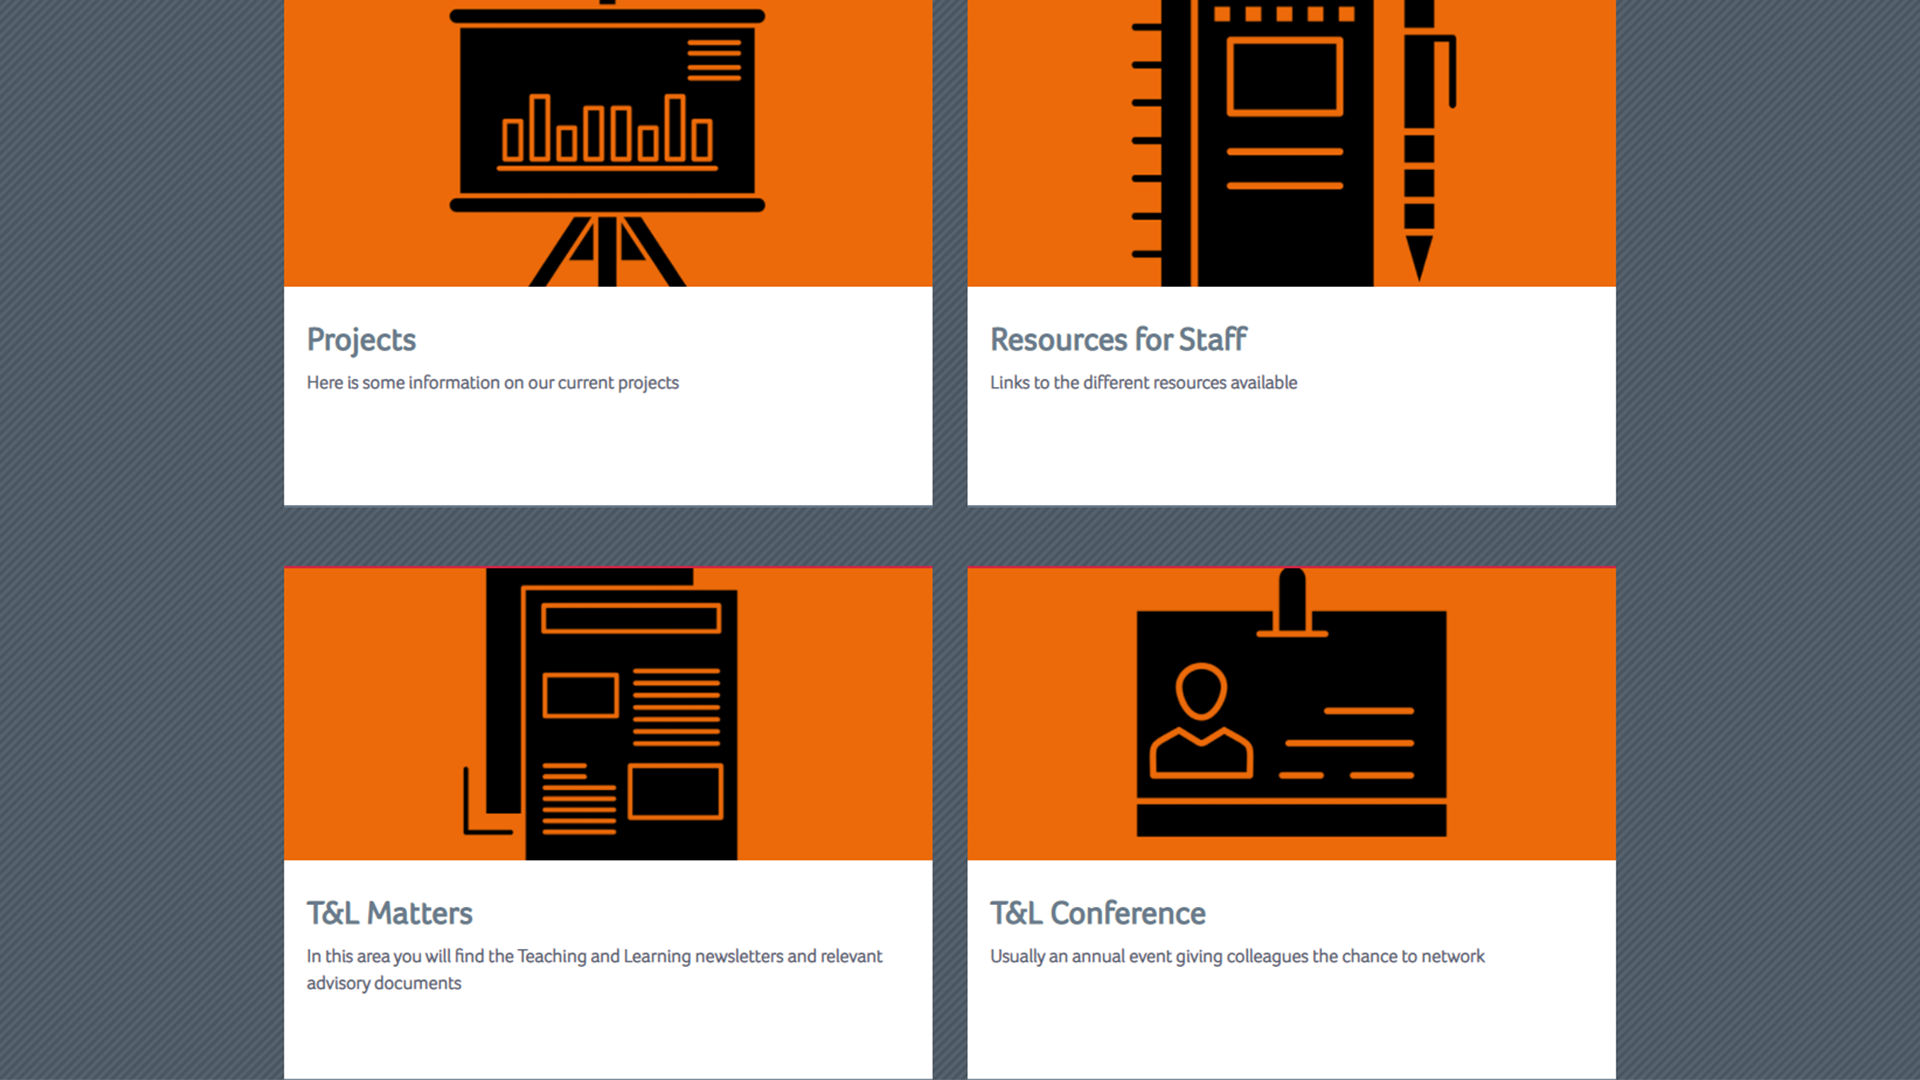 Projects
Here is some information on our current projects
Resources for Staff
Links to the different resources available
T&L Matters
In this area you will find the Teaching and Learning newsletters and relevant
advisory documents
T&L Conference
Usually an annual event giving colleagues the chance to network